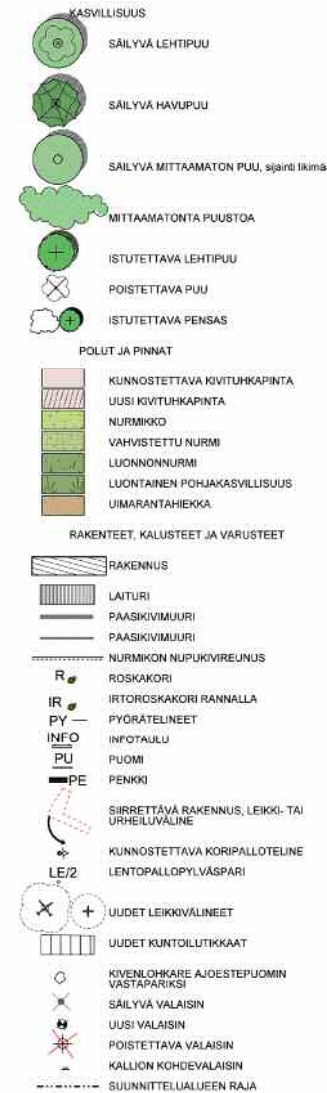 KASVILLISUUS
SÄILYVÄ LEHTIPUU
SÄILYVÄ HAVUPUU
SÄILYVÄ MITTAAMATON PUU, sijainti likimä
MITTAAMATONTA PUUSTOA
ISTUTETTAVA LEHTIPUU
POISTETTAVA PUU
ISTUTETTAVA PENSAS
POLUT JA PINNAT
KUNNOSTETTAVA KIVITUHKAPINTA
UUSI KIVITUHKAPINTA
NURMIKKO
VAHVISTETTU NURMI
LUONNONNURMI
LUONTAINEN POHJAKASVILLISUUS
UIMARANTAHIEKKA
RAKENTEET, KALUSTEET JA VARUSTEET
RAKENNUS
LAITURI
PAASIKIVIMUURI
PAASIKIVIMUURI
NURMIKON NUPUKIVIREUNUS
R ROSKAKORI
IR IRTOROSKAKORI RANNALLA
PY PYÖRÄTELINEET
INFO INFOTAULU
PU PUOMI
PE PENKKI
SIIRRETTÄVÄ RAKENNUS, LEIKKI- TAI
URHEILUVÄLINE
KUNNOSTETTAVA KORIPALLOTELINE
LE/2 LENTOPALLOPYLVÄSPARI
UUDET LEIKKIVÄLINEET
UUDET KUNTOILUTIKKAAT
KIVENLOHKARE AJOESTEPUOMIN
VASTAPARIKSI
SÄILYVÄ VALAISIN
UUSI VALAISIN
POISTETTAVA VALAISIN
KALLION KOHDEVALAISIN
SUUNNITTELUALUEEN RAJA